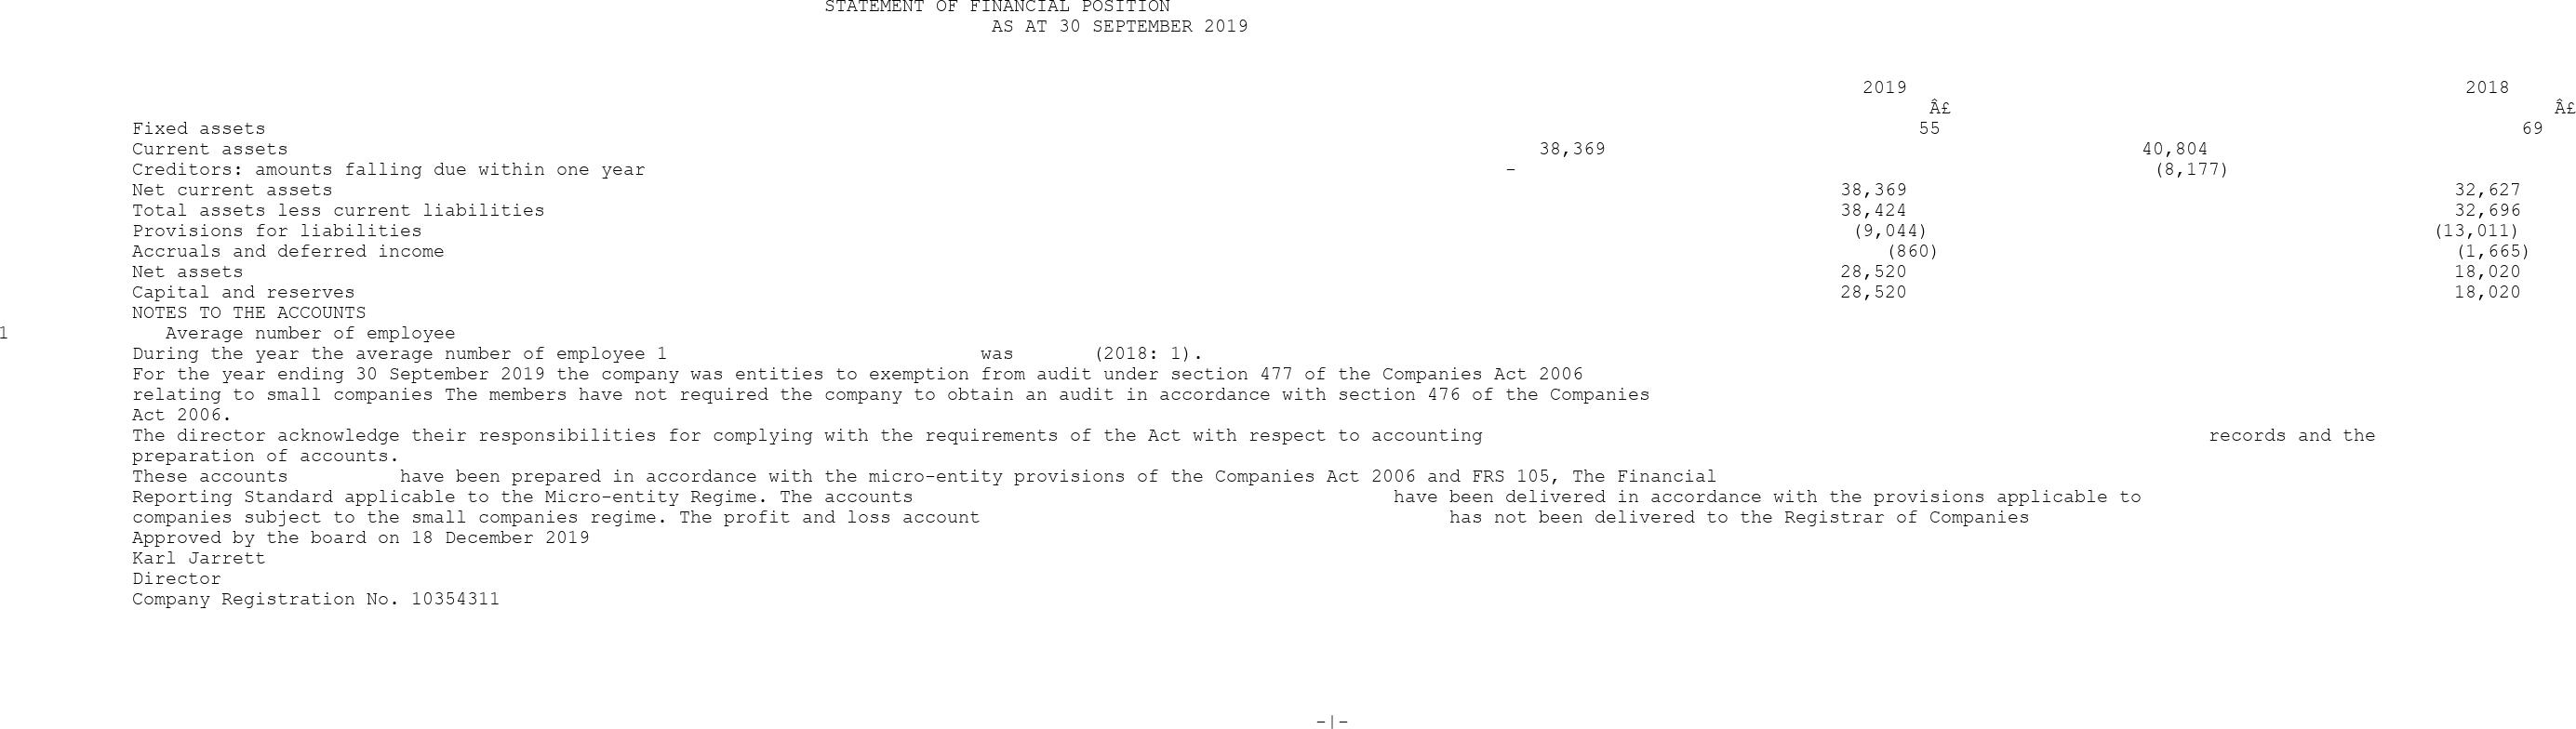 STATEMENT OF FINANCIAL POSITION
AS AT 30 SEPTEMBER 2019
2019 2018
Â£ Â£
Fixed assets 55 69
Current assets 38,369 40,804
Creditors: amounts falling due within one year - (8,177)
Net current assets 38,369 32,627
Total assets less current liabilities 38,424 32,696
Provisions for liabilities (9,044) (13,011)
Accruals and deferred income (860) (1,665)
Net assets 28,520 18,020
Capital and reserves 28,520 18,020
NOTES TO THE ACCOUNTS
1 Average number of employee
During the year the average number of employee 1 was (2018: 1).
For the year ending 30 September 2019 the company was entities to exemption from audit under section 477 of the Companies Act 2006
relating to small companies The members have not required the company to obtain an audit in accordance with section 476 of the Companies
Act 2006.
The director acknowledge their responsibilities for complying with the requirements of the Act with respect to accounting records and the
preparation of accounts.
These accounts have been prepared in accordance with the micro-entity provisions of the Companies Act 2006 and FRS 105, The Financial
Reporting Standard applicable to the Micro-entity Regime. The accounts have been delivered in accordance with the provisions applicable to
companies subject to the small companies regime. The profit and loss account has not been delivered to the Registrar of Companies
Approved by the board on 18 December 2019
Karl Jarrett
Director
Company Registration No. 10354311
-|-